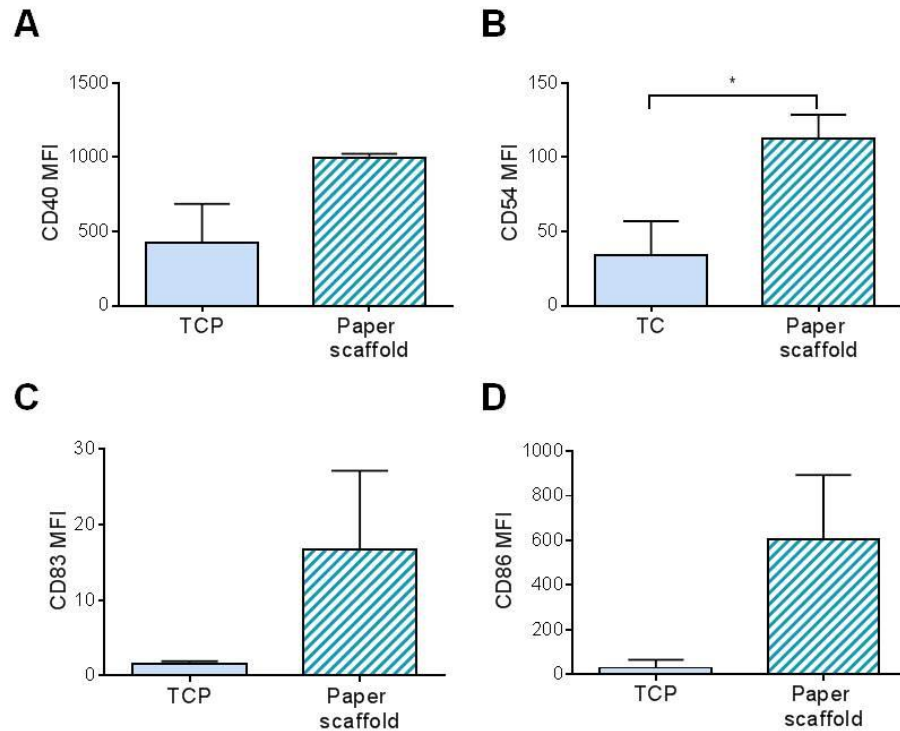 A
1500
1000
500
0
CD40 MFI
TCP
Paper
scaffold
B
150
100
50
0
CD54 MFI
*
TC
Paper
scaffold
C
30
20
10
0
CD83 MFI
TCP
Paper
scaffold
D
1000
800
600
400
200
0
CD86 MFI
TCP
Paper
scaffold